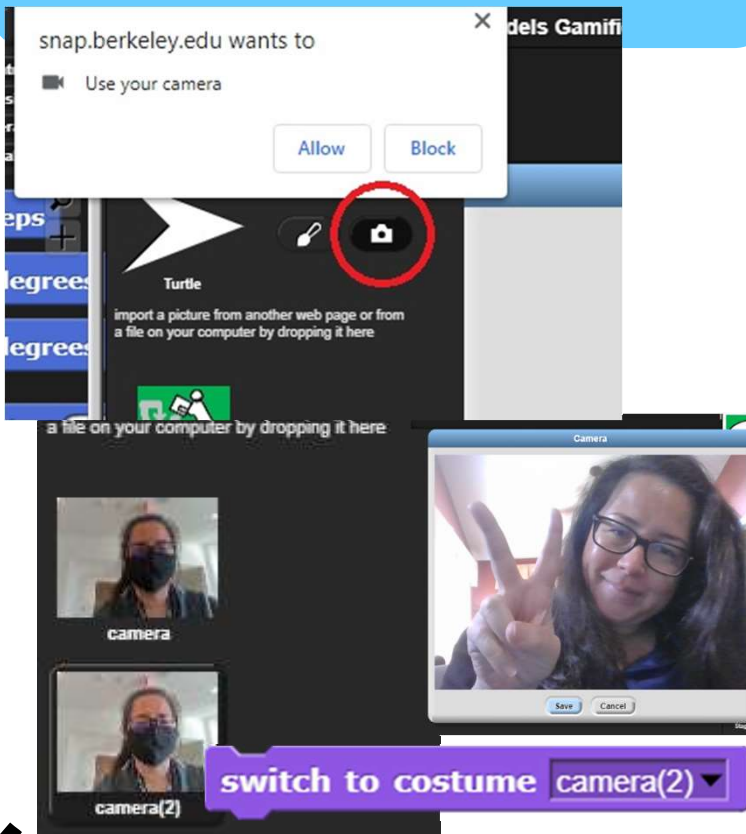 dels Gamifi
snap.berkeley.edu wants to
Use your camera
Allow Block
eps
egrees
egrees
Turtle
import a picture from another web page or from
a file on your computer by dropping it here
a file on your computer by dropping it here
camera
camera(2)
Camera
Save Cancel
switch to costume camera(2)